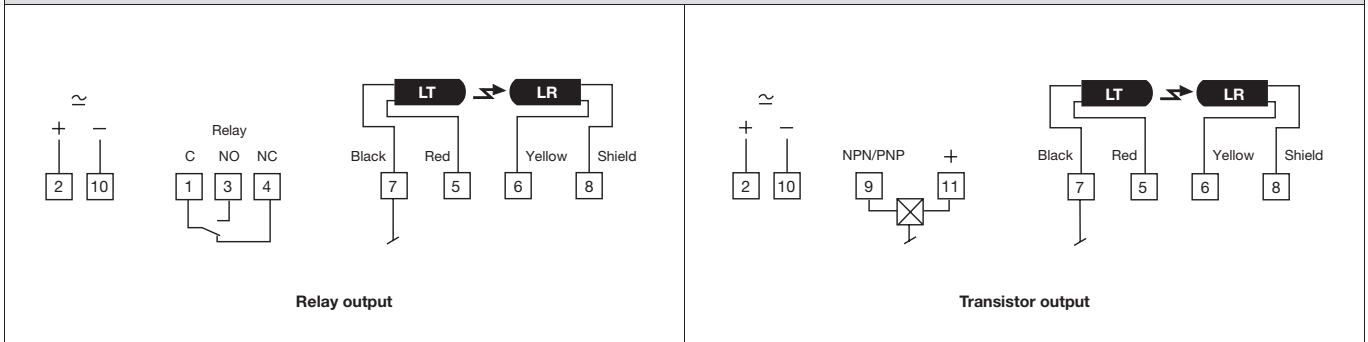 LT LR
≃
+ −
Relay
C NO NC Black Red Yellow Shield
2 10 1 3 4 7 5 6 8
Relay output
LT LR
≃
+ −
NPN/PNP + Black Red Yellow Shield
2 10 9 11 7 5 6 8
Transistor output